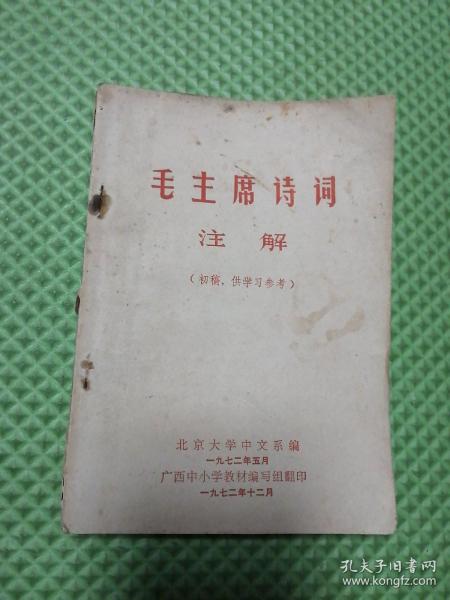 毛主席诗词
注解
（初稿、供学习参考）
北京大学中文系编
一九七二年五月
广西中小学教材编写组翻印
一九七二年十二月
孔夫子旧书网
www.kongfz.com